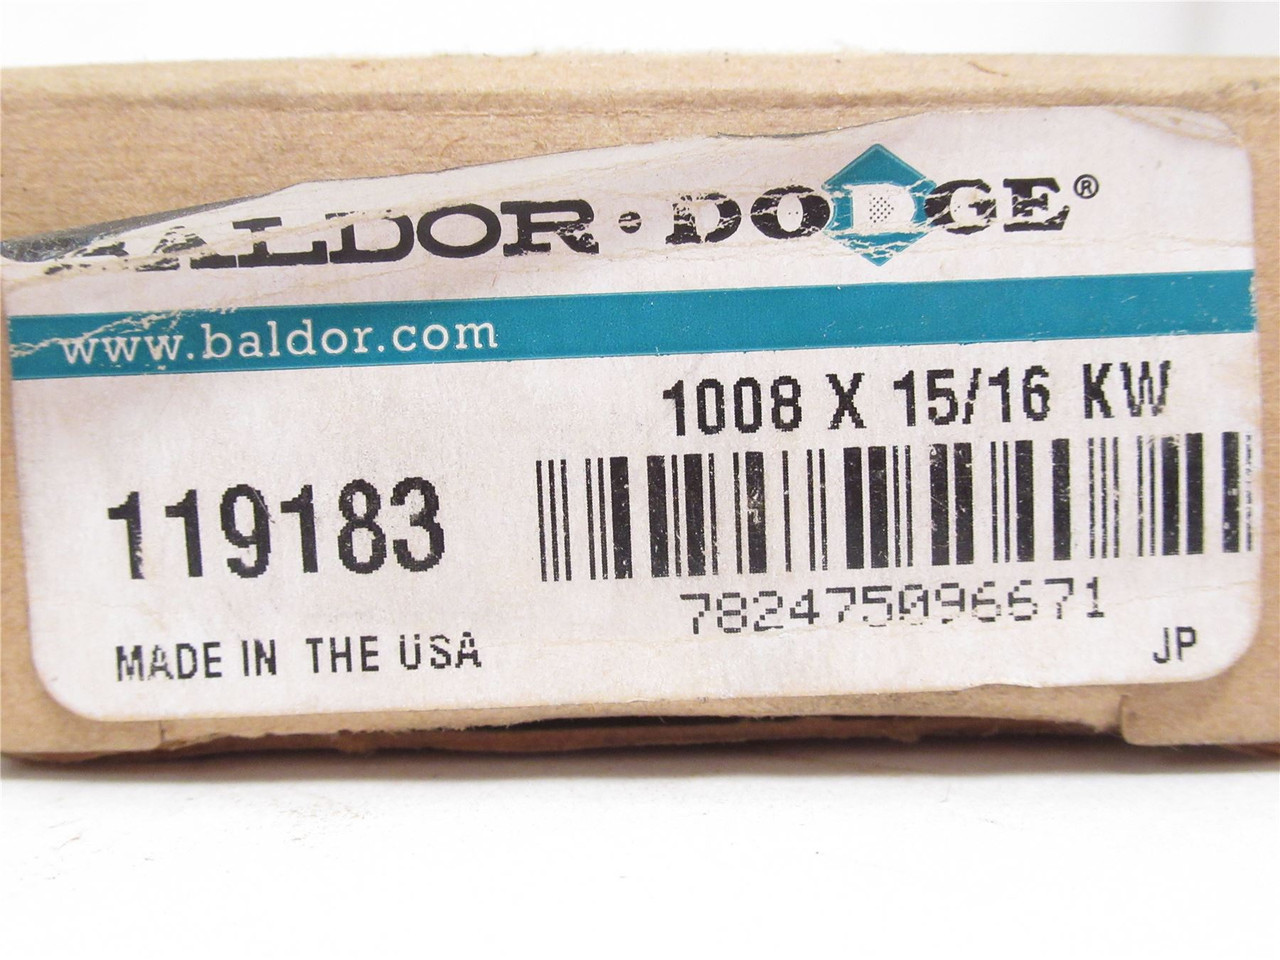 BALDOR · DODGE®
www.baldor.com
1008 X 15/16 KW
119183
782475096671
MADE IN THE USA
JP